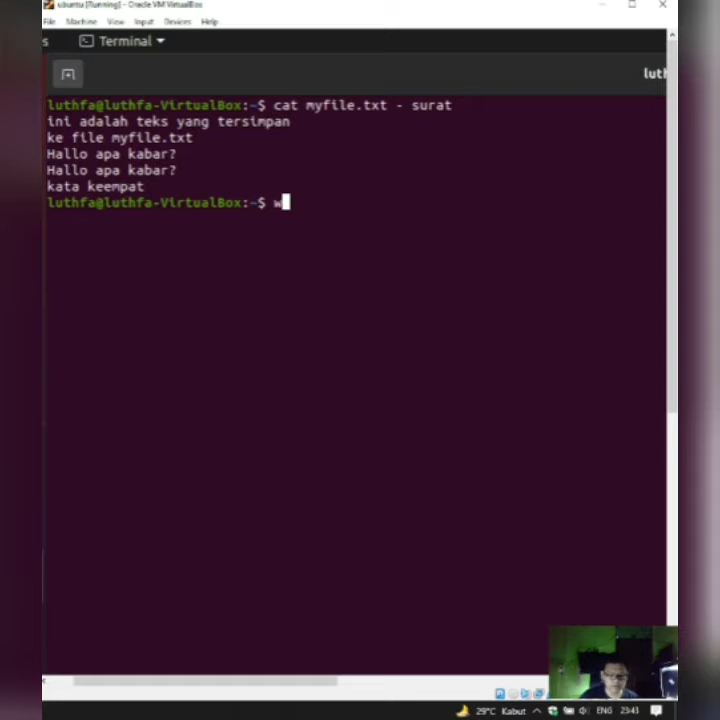 ubuntu [Running] - Oracle VM VirtualBox
File Machine View Input Devices Help
s Terminal
luth
luthfa@luthfa-VirtualBox:~$ cat myfile.txt - surat
ini adalah teks yang tersimpan
ke file myfile.txt
Hallo apa kabar?
Hallo apa kabar?
kata keempat
luthfa@luthfa-VirtualBox:~$ w
29°C Kabut ENG 23:43